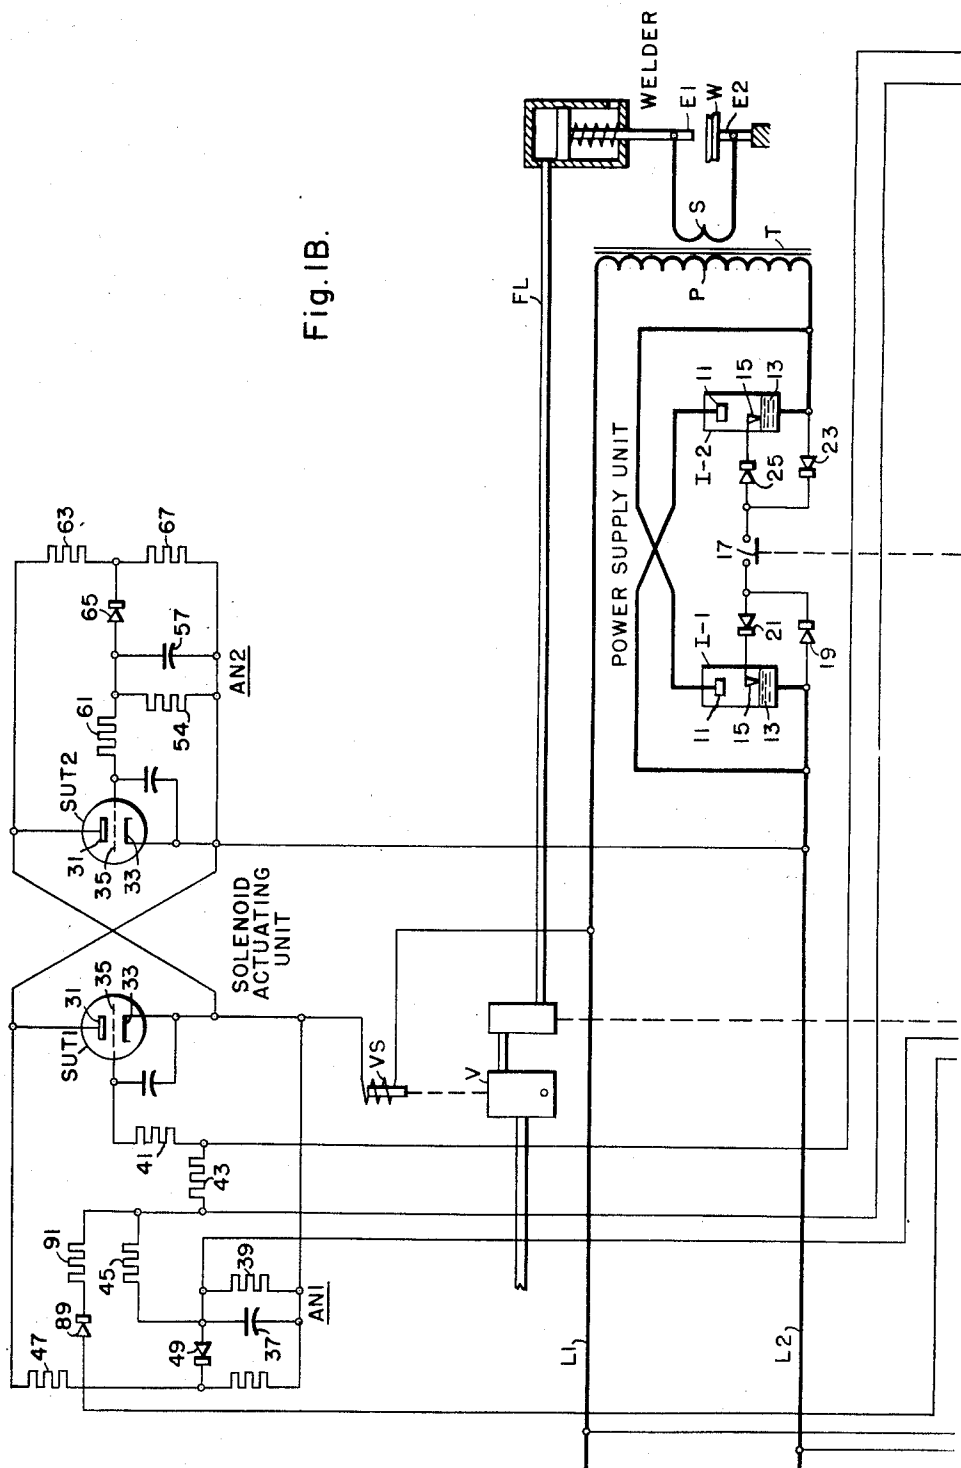 Fig. 1B.
WELDER
E1
W
E2
S
T
P
FL
POWER SUPPLY UNIT
I-2
11
15
13
25
23
17
I-1
11
15
13
21
19
63
67
65
57
61
54
AN2
SUT2
31
35
33
SOLENOID
ACTUATING
UNIT
SUT1
31
35
33
VS
V
41
43
91
45
39
89
47
49
37
AN1
L1
L2